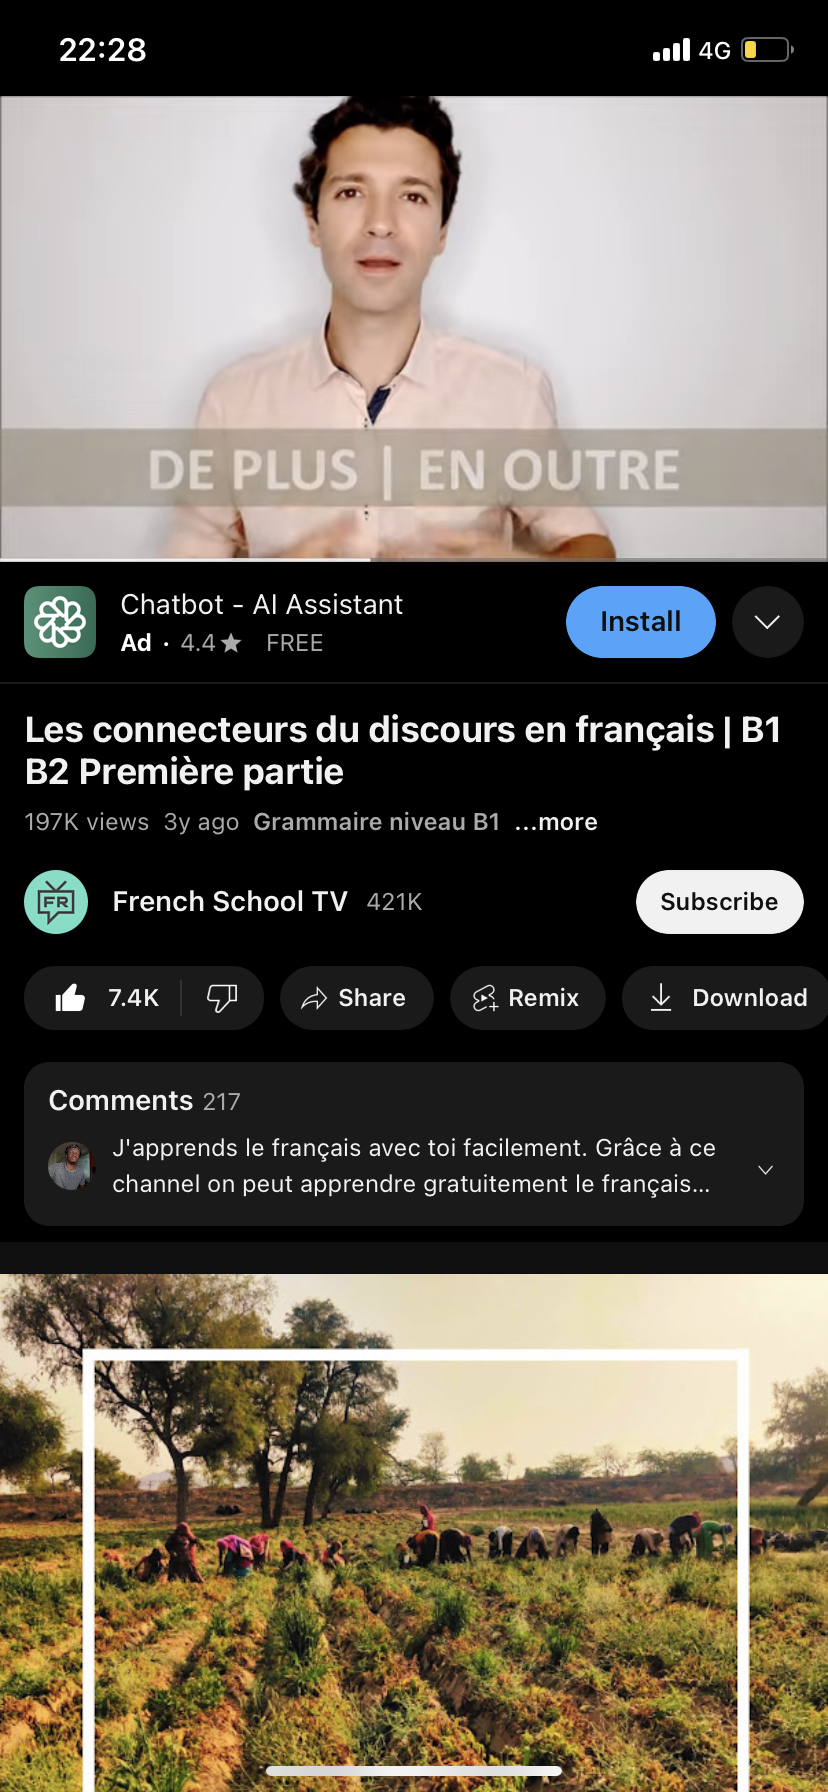 22:28
4G
DE PLUS | EN OUTRE
Chatbot - AI Assistant
Install
Ad · 4.4★ FREE
Les connecteurs du discours en français | B1
B2 Première partie
197K views 3y ago Grammaire niveau B1 ...more
FR
French School TV 421K
Subscribe
7.4K
Share
Remix
Download
Comments 217
J'apprends le français avec toi facilement. Grâce à ce
channel on peut apprendre gratuitement le français...